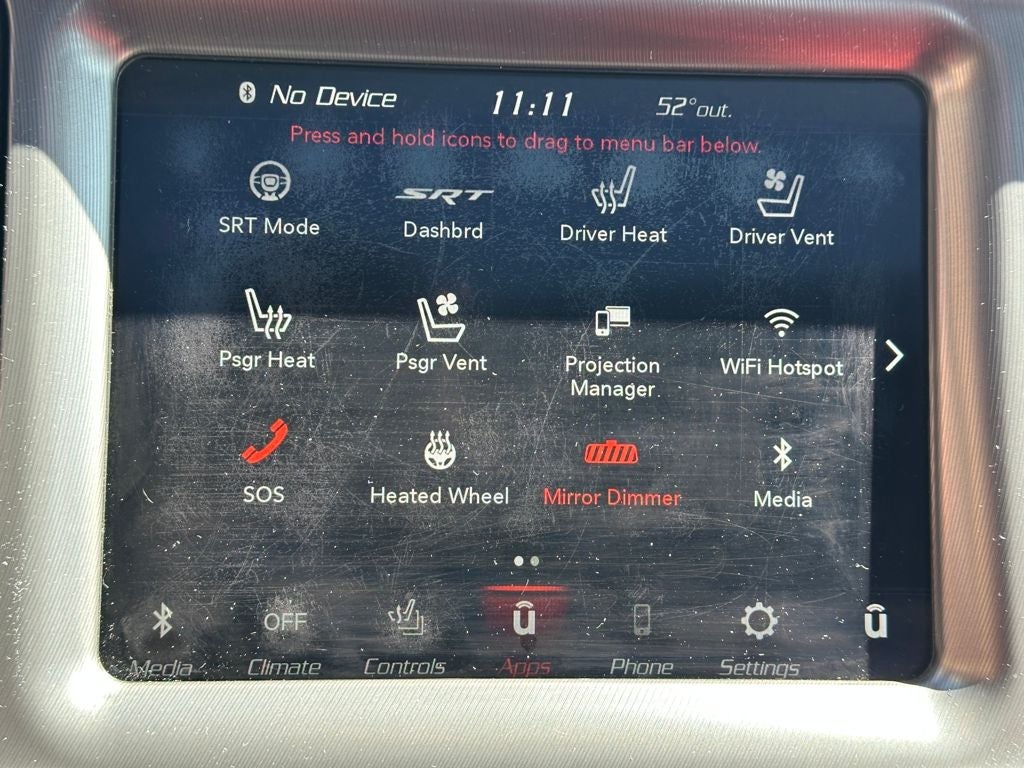 No Device 11:11 52° out.
Press and hold icons to drag to menu bar below.
SRT
SRT Mode Dashbrd Driver Heat Driver Vent
Psgr Heat Psgr Vent Projection Manager WiFi Hotspot
SOS Heated Wheel Mirror Dimmer Media
OFF
Media Climate Controls Apps Phone Settings